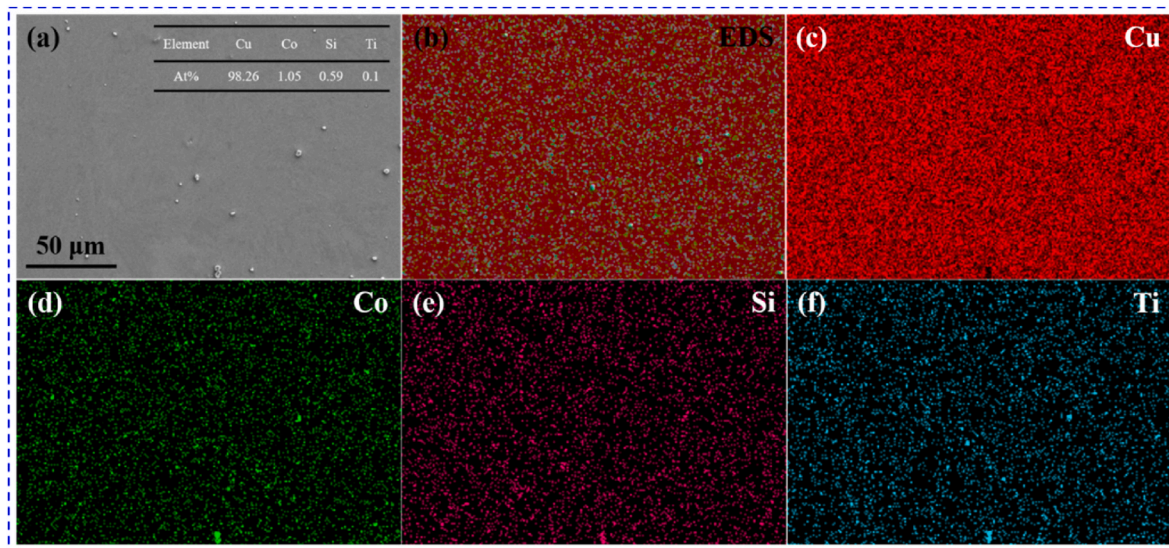 (a)
Element Cu Co Si Ti
At% 98.26 1.05 0.59 0.1
50 μm
(b) EDS
(c) Cu
(d) Co
(e) Si
(f) Ti